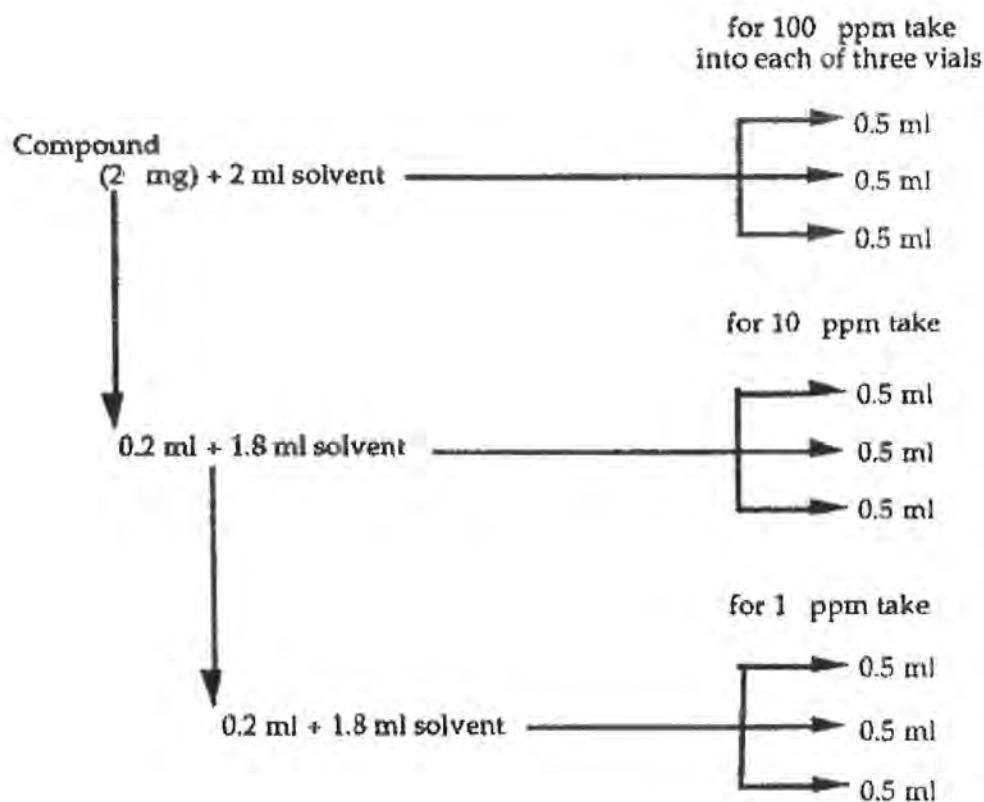 for 100 ppm take
into each of three vials
0.5 ml
Compound
(2 mg) + 2 ml solvent
0.5 ml
0.5 ml
for 10 ppm take
0.5 ml
0.2 ml + 1.8 ml solvent
0.5 ml
0.5 ml
for 1 ppm take
0.5 ml
0.2 ml + 1.8 ml solvent
0.5 ml
0.5 ml